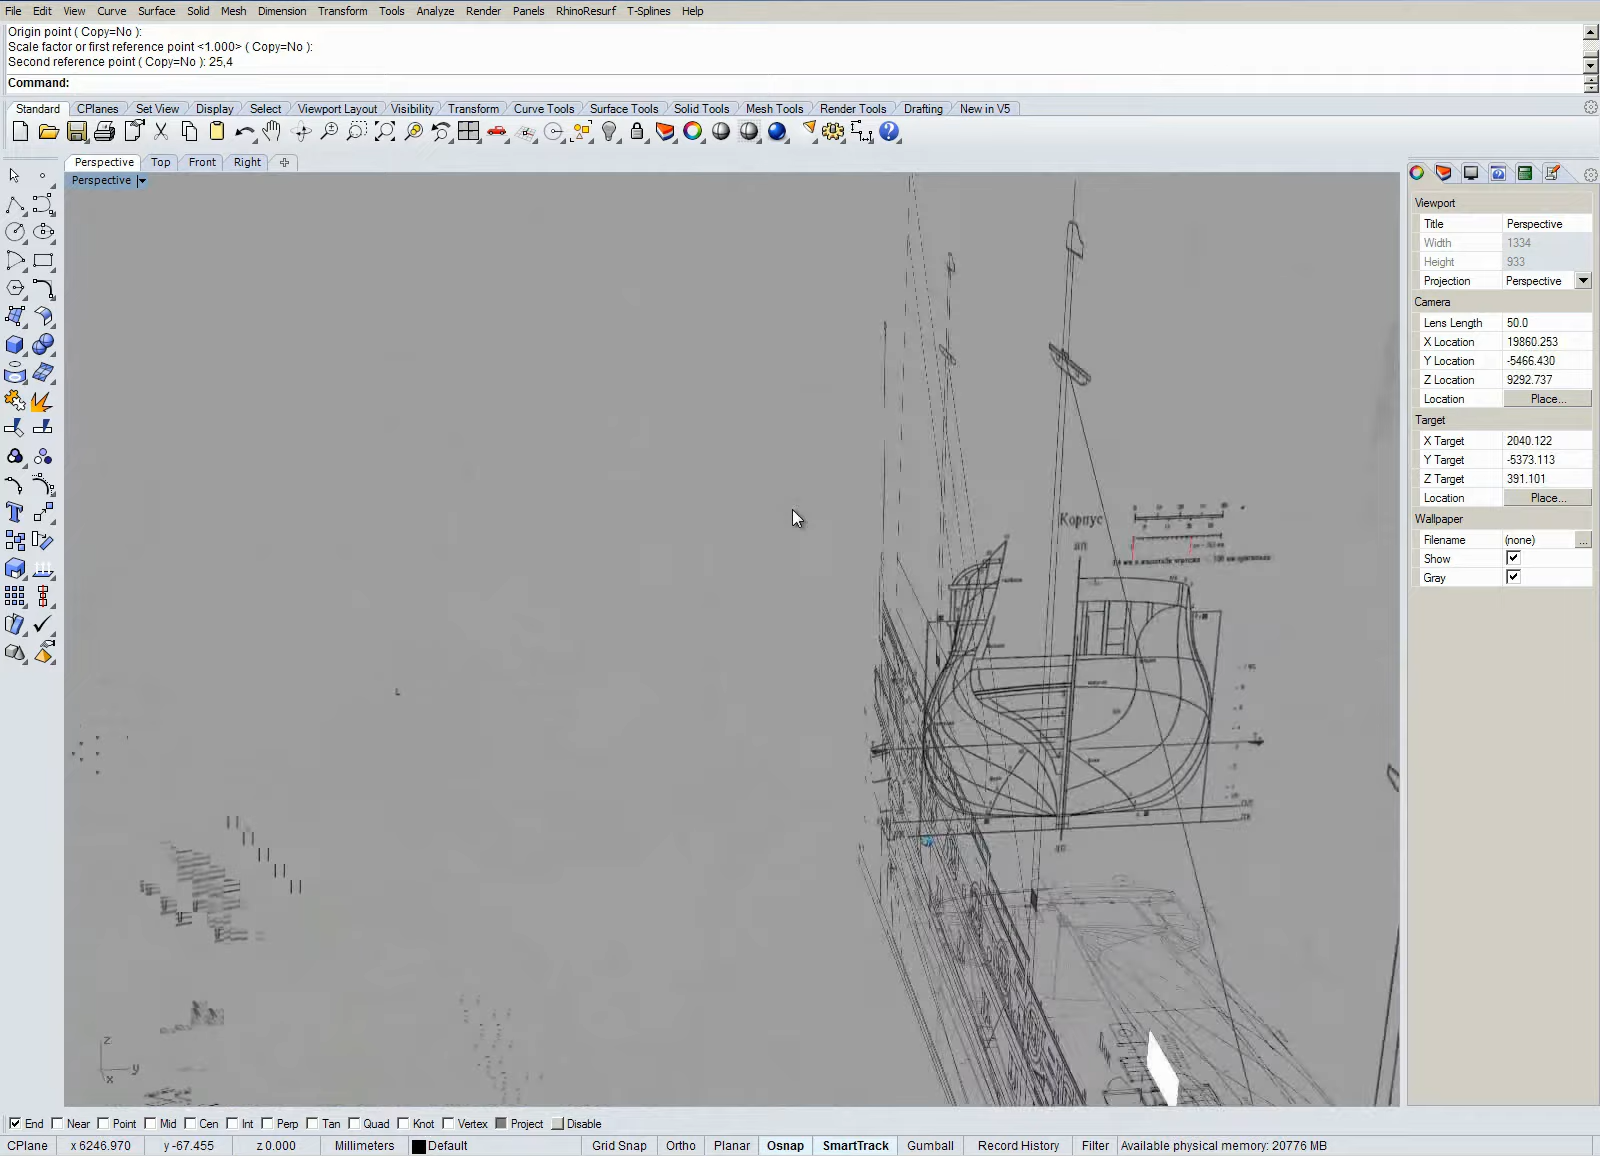 File Edit View Curve Surface Solid Mesh Dimension Transform Tools Analyze Render Panels RhinoResurf T-Splines Help
Origin point ( Copy=No ):
Scale factor or first reference point <1.000> ( Copy=No ):
Second reference point ( Copy=No ): 25,4
Command:
Standard CPlanes Set View Display Select Viewport Layout Visibility Transform Curve Tools Surface Tools Solid Tools Mesh Tools Render Tools Drafting New in V5
Perspective Top Front Right
Perspective
Viewport
Title Perspective
Width 1334
Height 933
Projection Perspective
Camera
Lens Length 50.0
X Location 19860.253
Y Location -5466.430
Z Location 9292.737
Location Place...
Target
X Target 2040.122
Y Target -5373.113
Z Target 391.101
Location Place...
Wallpaper
Filename (none) ...
Show
Gray
Корпус
z
y
x
End Near Point Mid Cen Int Perp Tan Quad Knot Vertex Project Disable
CPlane x 6246.970 y -67.455 z 0.000 Millimeters Default Grid Snap Ortho Planar Osnap SmartTrack Gumball Record History Filter Available physical memory: 20776 MB